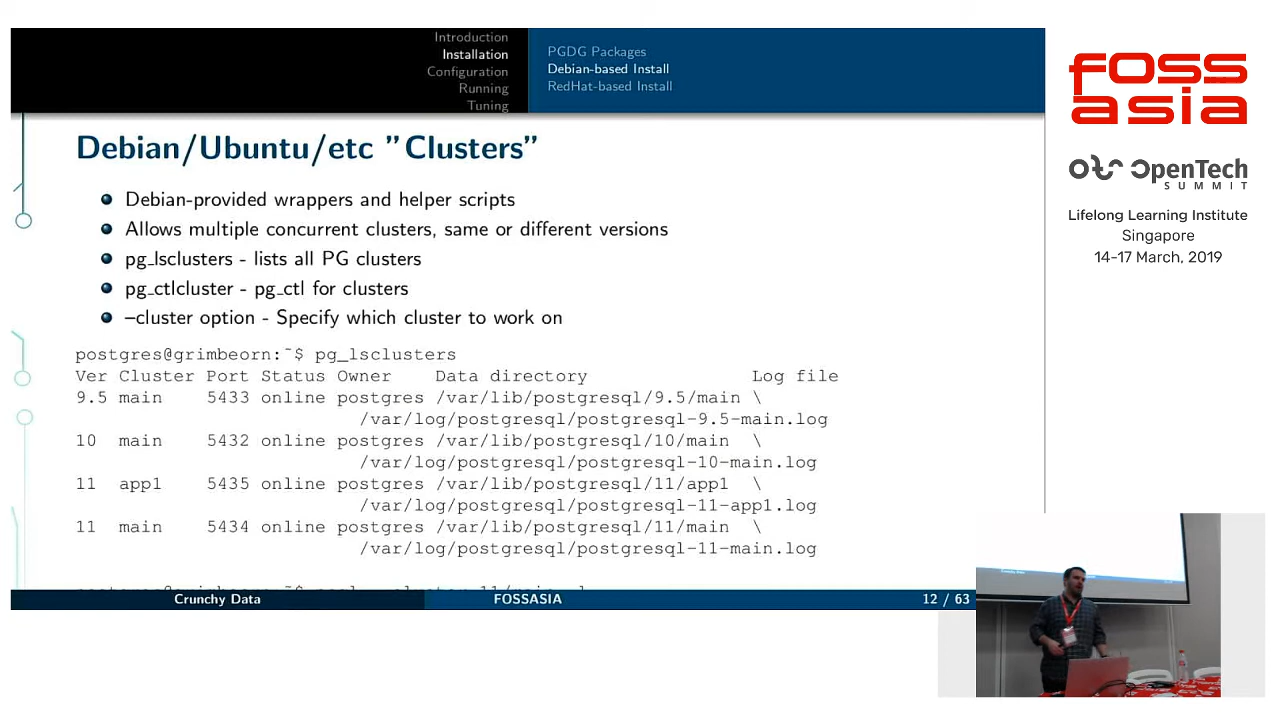 Introduction
Installation
Configuration
Running
Tuning
PGDG Packages
Debian-based Install
RedHat-based Install
Debian/Ubuntu/etc "Clusters"
Debian-provided wrappers and helper scripts
Allows multiple concurrent clusters, same or different versions
pg_lsclusters - lists all PG clusters
pg_ctlcluster - pg_ctl for clusters
–cluster option - Specify which cluster to work on
postgres@grimbeorn:~$ pg_lsclusters
Ver Cluster Port Status Owner Data directory Log file
9.5 main 5433 online postgres /var/lib/postgresql/9.5/main \
/var/log/postgresql/postgresql-9.5-main.log
10 main 5432 online postgres /var/lib/postgresql/10/main \
/var/log/postgresql/postgresql-10-main.log
11 app1 5435 online postgres /var/lib/postgresql/11/app1 \
/var/log/postgresql/postgresql-11-app1.log
11 main 5434 online postgres /var/lib/postgresql/11/main \
/var/log/postgresql/postgresql-11-main.log
Crunchy Data
FOSSASIA
12 / 63
FOSS
asia
OpenTech
SUMMIT
Lifelong Learning Institute
Singapore
14-17 March, 2019